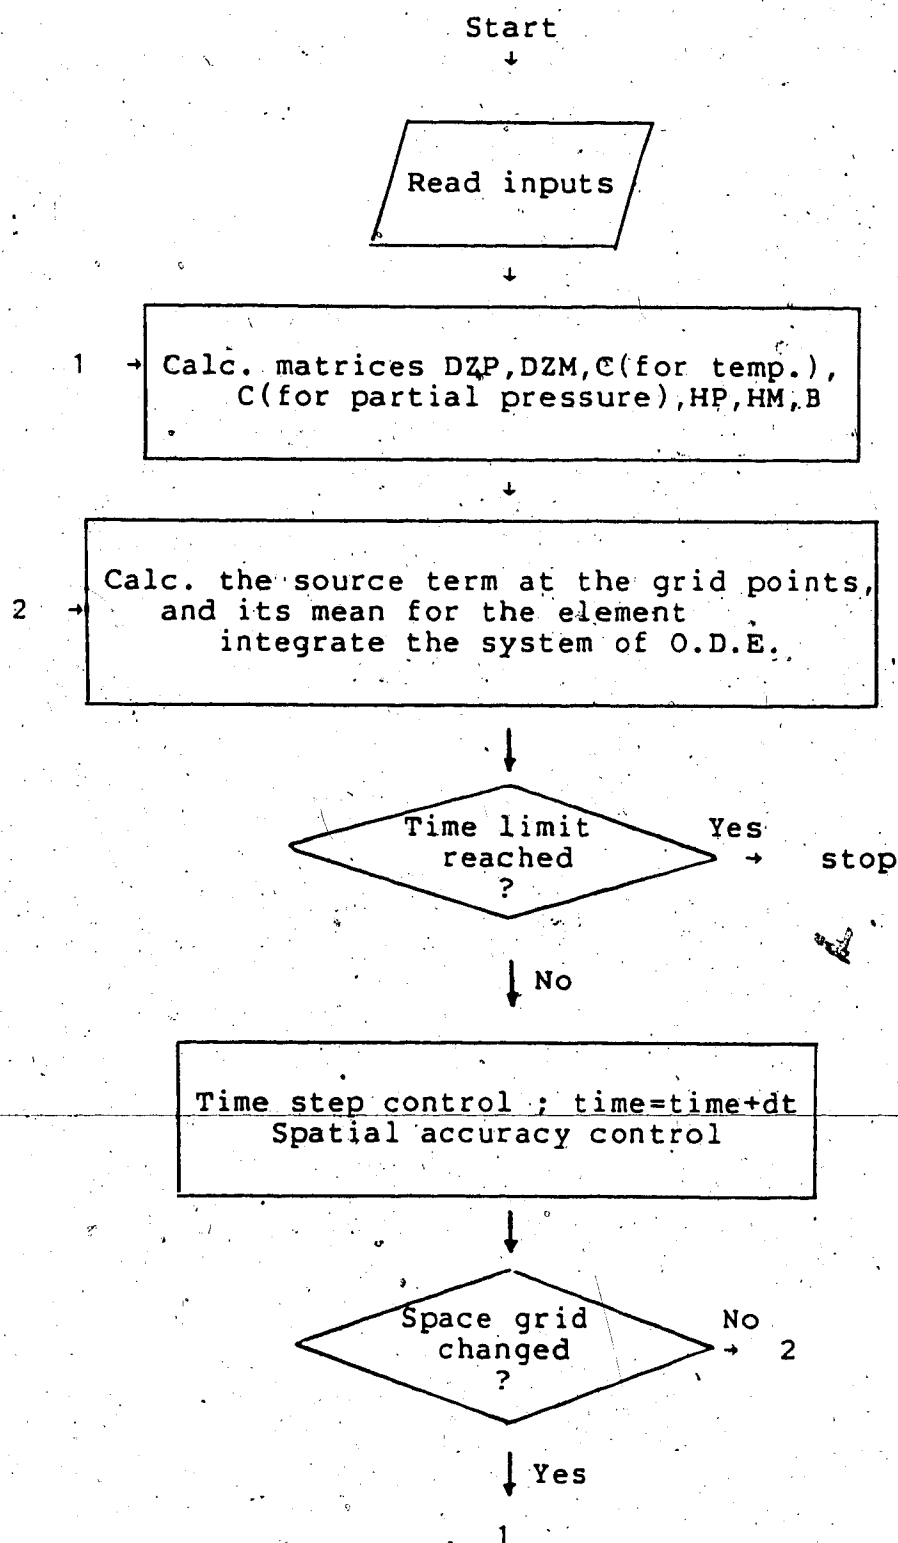 Start
↓
Read inputs
↓
1 → Calc. matrices DZP,DZM,C(for temp.),
C(for partial pressure),HP,HM,B
↓
Calc. the source term at the grid points,
2 → and its mean for the element
integrate the system of O.D.E.
↓
Time limit Yes
reached → stop
?
↓ No
Time step control ; time=time+dt
Spatial accuracy control
↓
Space grid No
changed → 2
?
↓ Yes
1